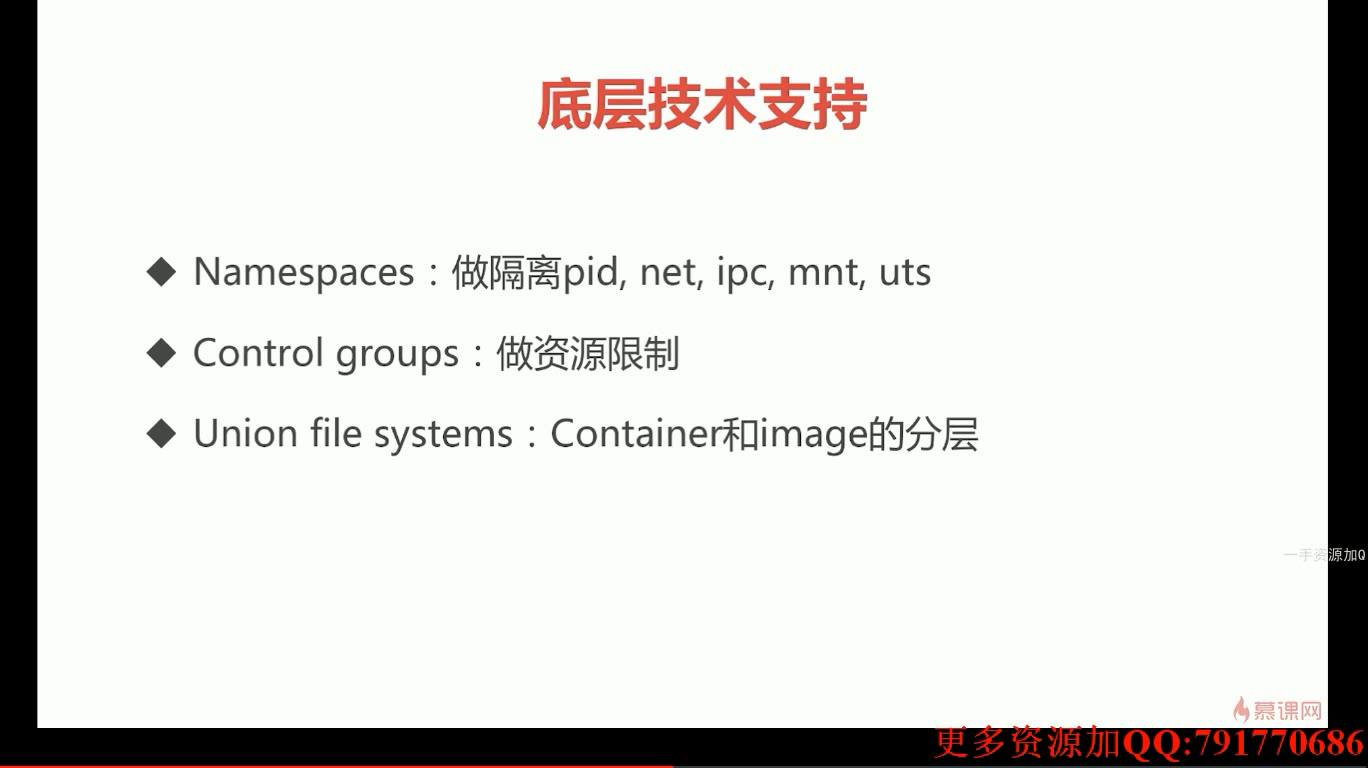 底层技术支持
◆ Namespaces：做隔离pid, net, ipc, mnt, uts
◆ Control groups：做资源限制
◆ Union file systems：Container和image的分层
一手资源加Q
慕课网
更多资源加QQ:791770686